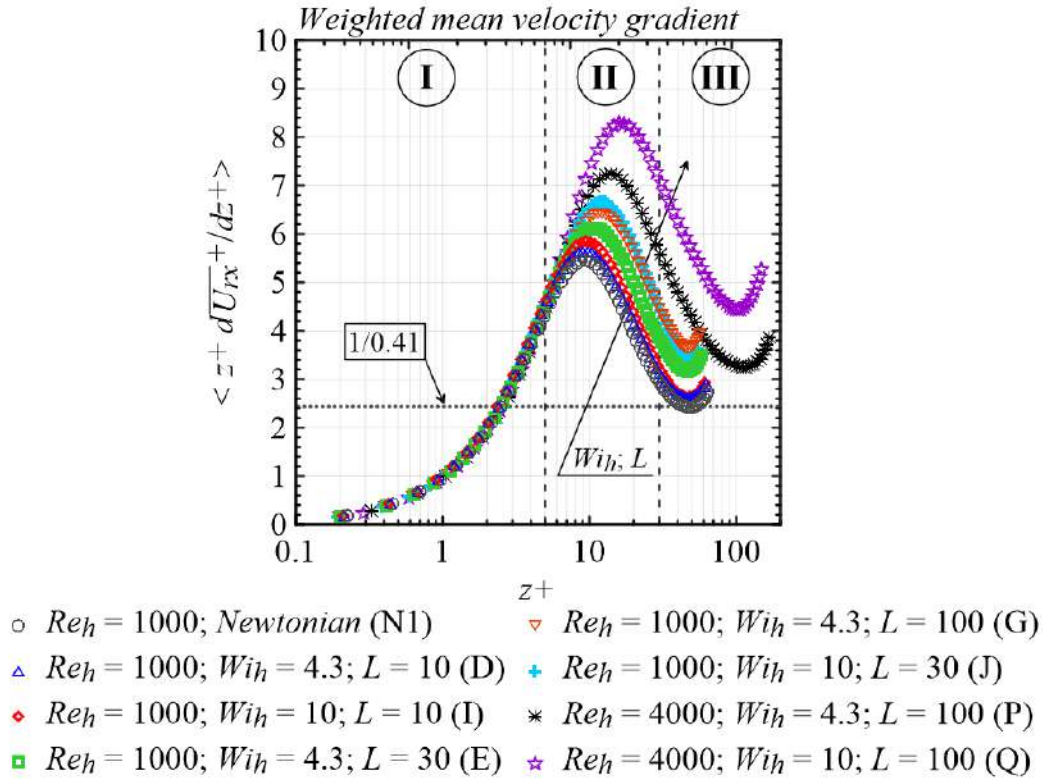 Weighted mean velocity gradient
10
9
8
7
6
5
4
3
2
1
0
I
II
III
< z+ dUrx+/dz+ >
1/0.41
Wih; L
0.1
1
10
100
z+
Reh = 1000; Newtonian (N1)
Reh = 1000; Wih = 4.3; L = 10 (D)
Reh = 1000; Wih = 10; L = 10 (I)
Reh = 1000; Wih = 4.3; L = 30 (E)
Reh = 1000; Wih = 4.3; L = 100 (G)
Reh = 1000; Wih = 10; L = 30 (J)
Reh = 4000; Wih = 4.3; L = 100 (P)
Reh = 4000; Wih = 10; L = 100 (Q)